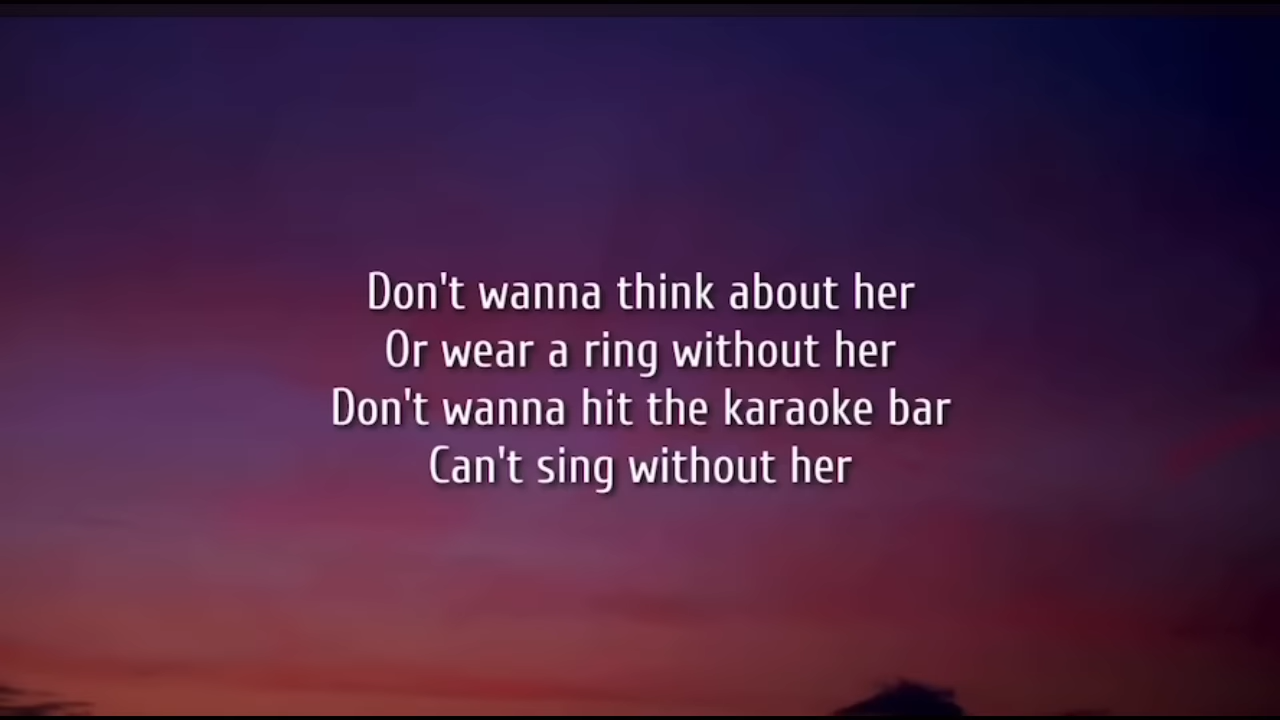 Don't wanna think about her
Or wear a ring without her
Don't wanna hit the karaoke bar
Can't sing without her